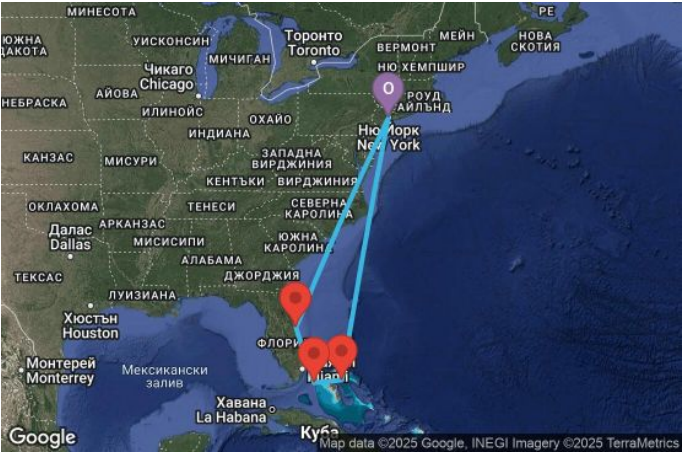 МИНЕСОТА
РЕ
ЮЖНА
ДАКОТА
УИСКОНСИН
Торонто
Toronto
МЕЙН
НОВА
СКОТИЯ
МИЧИГАН
ВЕРМОНТ
Чикаго
Chicago
НЮ ХЕМПШИР
НЕБРАСКА
АЙОВА
O
РОУД
АЙЛЪНД
ИЛИНОЙС
ОХАЙО
ИНДИАНА
Ню Йорк
New York
КАНЗАС
МИСУРИ
ЗАПАДНА
ВИРДЖИНИЯ
КЕНТЪКИ
ВИРДЖИНИЯ
ОКЛАХОМА
ТЕНЕСИ
СЕВЕРНА
КАРОЛИНА
АРКАНЗАС
Далас
Dallas
МИСИСИПИ
ЮЖНА
КАРОЛИНА
АЛАБАМА
ТЕКСАС
ДЖОРДЖИЯ
ЛУИЗИАНА
Хюстън
Houston
ФЛОРИ
Монтерей
Monterrey
Мексикански
залив
Miami
Хавана
La Habana
Куба
Google
Map data ©2025 Google, INEGI Imagery ©2025 TerraMetrics